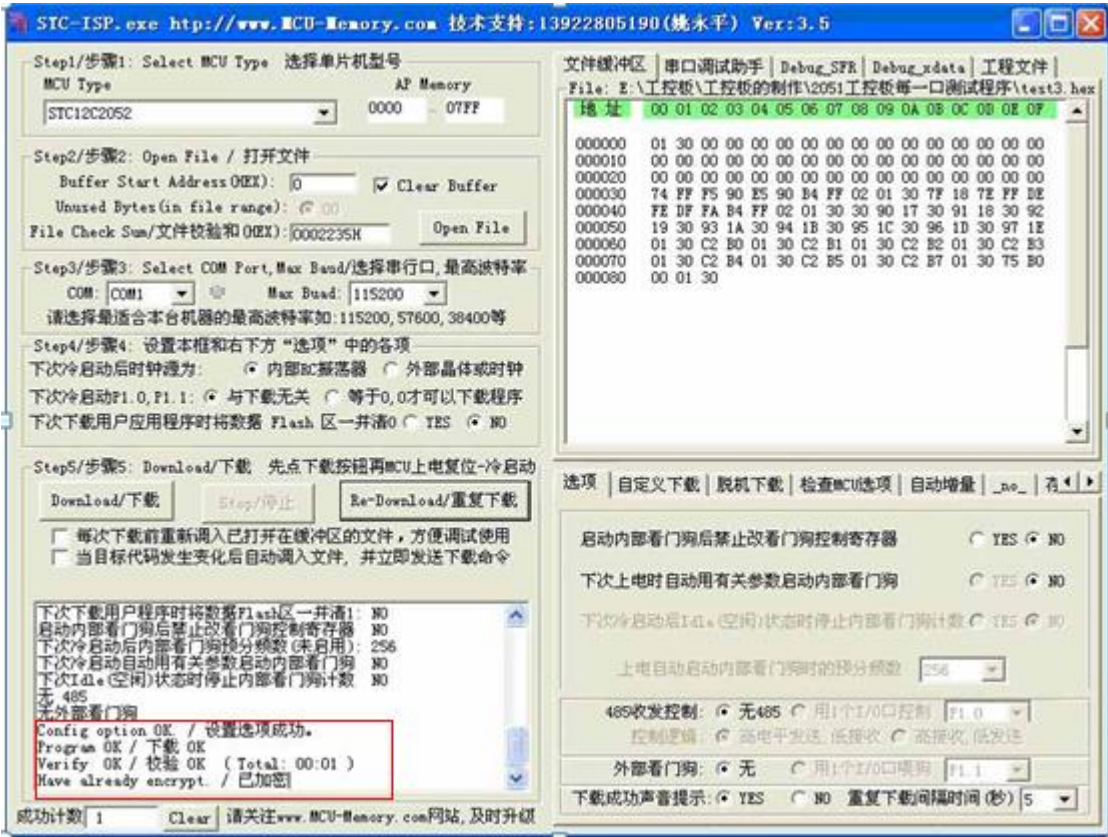 STC-ISP.exe htp://www.MCU-Memory.com 技术支持:13922805190(姚永平) Ver:3.5
Step1/步骤1: Select MCU Type 选择单片机型号
MCU Type AP Memory
STC12C2052 0000 - 07FF
Step2/步骤2: Open File / 打开文件
Buffer Start Address(HEX): 0 Clear Buffer
Unused Bytes(in file range): 00
File Check Sum/文件校验和(HEX): 0002235H Open File
Step3/步骤3: Select COM Port,Max Baud/选择串行口,最高波特率
COM: COM1 Max Buad: 115200
请选择最适合本台机器的最高波特率如:115200,57600,38400等
Step4/步骤4: 设置本框和右下方“选项”中的各项
下次冷启动后时钟源为: 内部RC振荡器 外部晶体或时钟
下次冷启动P1.0,P1.1: 与下载无关 等于0,0才可以下载程序
下次下载用户应用程序时将数据 Flash 区一并清0 YES NO
Step5/步骤5: Download/下载 先点下载按钮再MCU上电复位-冷启动
Download/下载 Stop/停止 Re-Download/重复下载
每次下载前重新调入已打开在缓冲区的文件,方便调试使用
当目标代码发生变化后自动调入文件,并立即发送下载命令
下次下载用户程序时将数据Flash区一并清1: NO
启动内部看门狗后禁止改看门狗控制寄存器 NO
下次冷启动后内部看门狗预分频数(未启用): 256
下次冷启动自动用有关参数启动内部看门狗 NO
下次Idle(空闲)状态时停止内部看门狗计数 NO
无 485
无外部看门狗
Config option OK. / 设置选项成功。
Program OK / 下载 OK
Verify OK / 校验 OK ( Total: 00:01 )
Have already encrypt. / 已加密
成功计数 1 Clear 请关注www.MCU-Memory.com网站,及时升级
文件缓冲区 串口调试助手 Debug_SFR Debug_xdata 工程文件
File: E:\工控板\工控板的制作\2051工控板每一口测试程序\test3.hex
地 址 00 01 02 03 04 05 06 07 08 09 0A 0B 0C 0D 0E 0F
000000 01 30 00 00 00 00 00 00 00 00 00 00 00 00 00 00
000010 00 00 00 00 00 00 00 00 00 00 00 00 00 00 00 00
000020 00 00 00 00 00 00 00 00 00 00 00 00 00 00 00 00
000030 74 FF F5 90 E5 90 B4 FF 02 01 30 7F 18 7E FF DE
000040 FE DF FA B4 FF 02 01 30 30 90 17 30 91 18 30 92
000050 19 30 93 1A 30 94 1B 30 95 1C 30 96 1D 30 97 1E
000060 01 30 C2 B0 01 30 C2 B1 01 30 C2 B2 01 30 C2 B3
000070 01 30 C2 B4 01 30 C2 B5 01 30 C2 B7 01 30 75 B0
000080 00 01 30
选项 自定义下载 脱机下载 检查MCU选项 自动增量 _no_
启动内部看门狗后禁止改看门狗控制寄存器 YES NO
下次上电时自动用有关参数启动内部看门狗 YES NO
下次冷启动后Idle(空闲)状态时停止内部看门狗计数 YES NO
上电自动启动内部看门狗时的预分频数 256
485收发控制: 无485 用1个I/O口控制 P1.0
控制逻辑: 高电平发送,低接收 高接收,低发送
外部看门狗: 无 用1个I/O口喂狗 P1.1
下载成功声音提示: YES NO 重复下载间隔时间(秒) 5